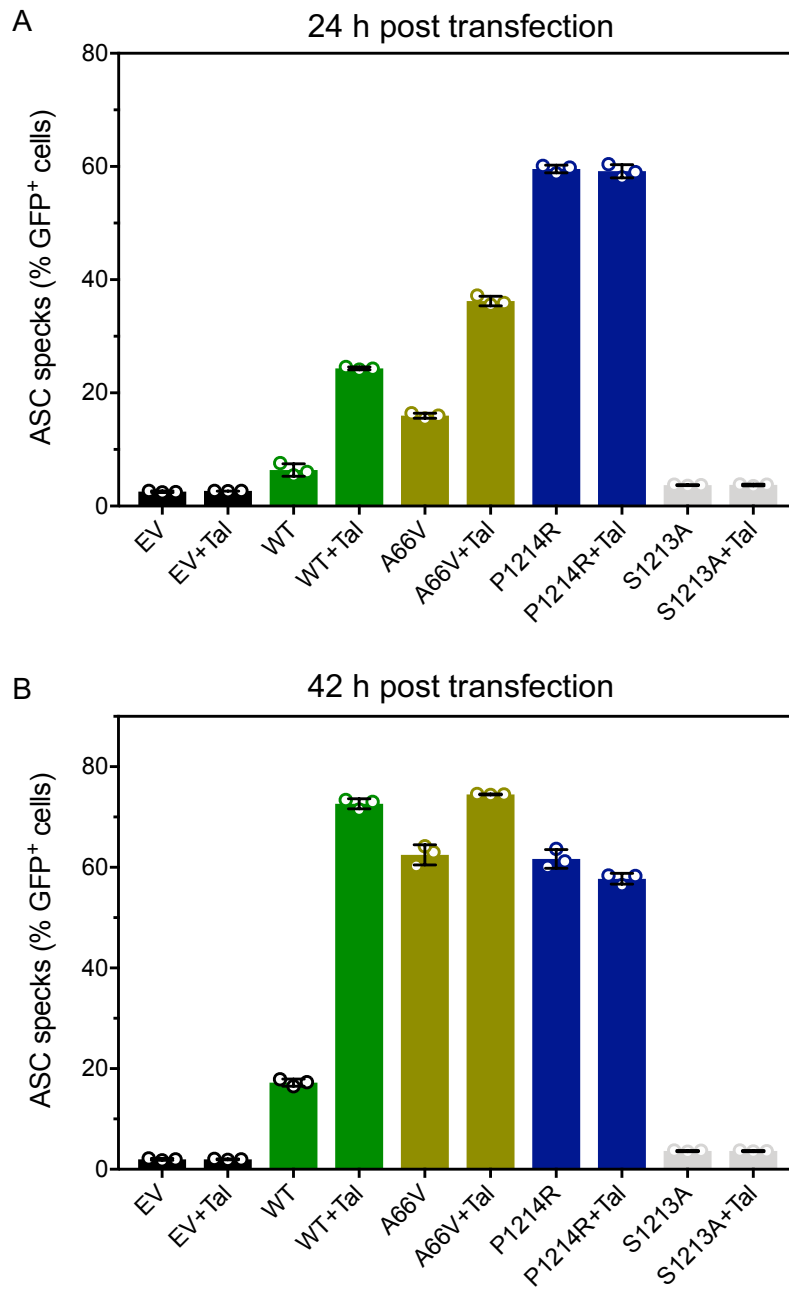 A
24 h post transfection
ASC specks (% GFP⁺ cells)
80
60
40
20
0
EV
EV+Tal
WT
WT+Tal
A66V
A66V+Tal
P1214R
P1214R+Tal
S1213A
S1213A+Tal
B
42 h post transfection
ASC specks (% GFP⁺ cells)
80
60
40
20
0
EV
EV+Tal
WT
WT+Tal
A66V
A66V+Tal
P1214R
P1214R+Tal
S1213A
S1213A+Tal